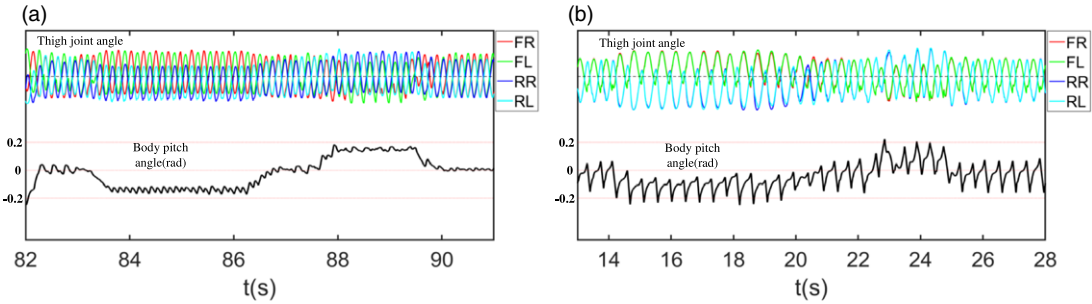 (a)
Thigh joint angle
FR
FL
RR
RL
Body pitch
angle(rad)
0.2
0
-0.2
82 84 86 88 90
t(s)
(b)
Thigh joint angle
FR
FL
RR
RL
Body pitch
angle(rad)
0.2
0
-0.2
14 16 18 20 22 24 26 28
t(s)